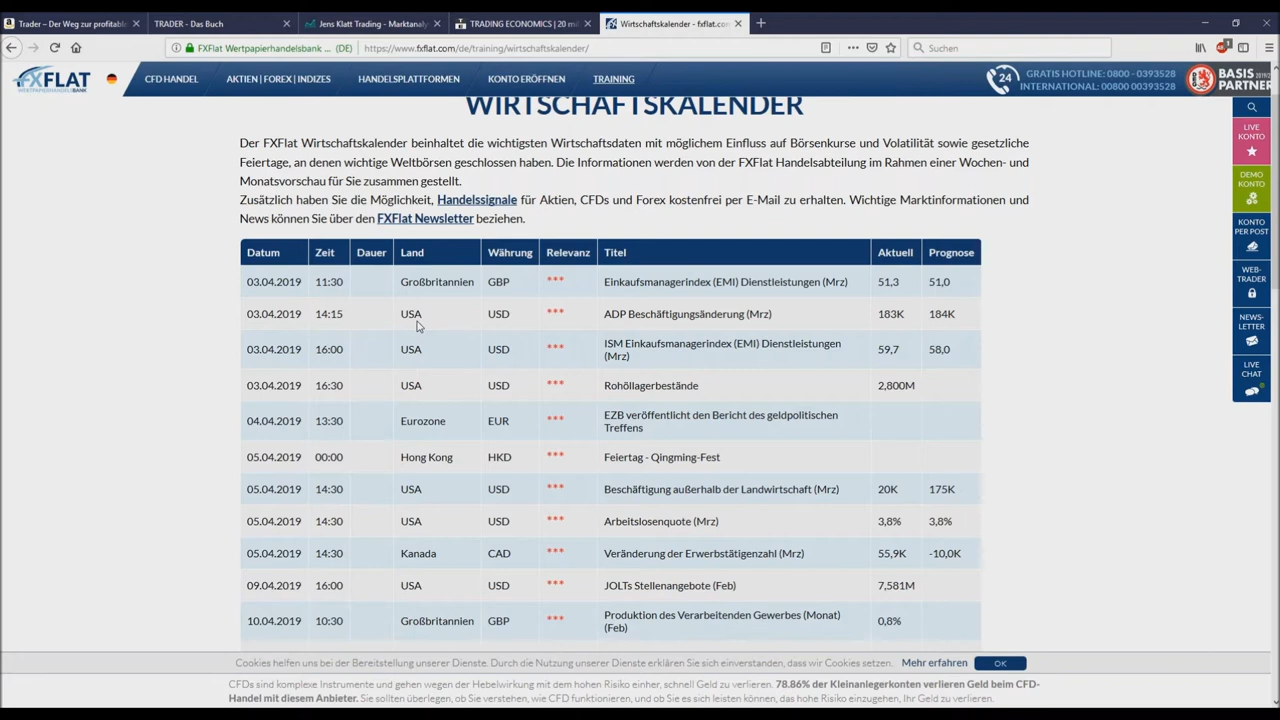 Trader – Der Weg zur profitable
TRADER - Das Buch
Jens Klatt Trading - Marktanaly
TRADING ECONOMICS | 20 mi
Wirtschaftskalender - fxflat.com
FXFlat Wertpapierhandelsbank ... (DE)
https://www.fxflat.com/de/training/wirtschaftskalender/
Suchen
FXFLAT
WERTPAPIERHANDELSBANK
CFD HANDEL
AKTIEN | FOREX | INDIZES
HANDELSPLATTFORMEN
KONTO ERÖFFNEN
TRAINING
24
GRATIS HOTLINE: 0800 - 0393528
INTERNATIONAL: 00800 00393528
BASIS
PARTNER
WIRTSCHAFTSKALENDER
Der FXFlat Wirtschaftskalender beinhaltet die wichtigsten Wirtschaftsdaten mit möglichem Einfluss auf Börsenkurse und Volatilität sowie gesetzliche
Feiertage, an denen wichtige Weltbörsen geschlossen haben. Die Informationen werden von der FXFlat Handelsabteilung im Rahmen einer Wochen- und
Monatsvorschau für Sie zusammen gestellt.
Zusätzlich haben Sie die Möglichkeit, Handelssignale für Aktien, CFDs und Forex kostenfrei per E-Mail zu erhalten. Wichtige Marktinformationen und
News können Sie über den FXFlat Newsletter beziehen.
Datum Zeit Dauer Land Währung Relevanz Titel Aktuell Prognose
03.04.2019 11:30 Großbritannien GBP *** Einkaufsmanagerindex (EMI) Dienstleistungen (Mrz) 51,3 51,0
03.04.2019 14:15 USA USD *** ADP Beschäftigungsänderung (Mrz) 183K 184K
03.04.2019 16:00 USA USD *** ISM Einkaufsmanagerindex (EMI) Dienstleistungen 59,7 58,0
(Mrz)
03.04.2019 16:30 USA USD *** Rohöllagerbestände 2,800M
04.04.2019 13:30 Eurozone EUR *** EZB veröffentlicht den Bericht des geldpolitischen
Treffens
05.04.2019 00:00 Hong Kong HKD *** Feiertag - Qingming-Fest
05.04.2019 14:30 USA USD *** Beschäftigung außerhalb der Landwirtschaft (Mrz) 20K 175K
05.04.2019 14:30 USA USD *** Arbeitslosenquote (Mrz) 3,8% 3,8%
05.04.2019 14:30 Kanada CAD *** Veränderung der Erwerbstätigenzahl (Mrz) 55,9K -10,0K
09.04.2019 16:00 USA USD *** JOLTs Stellenangebote (Feb) 7,581M
10.04.2019 10:30 Großbritannien GBP *** Produktion des Verarbeitenden Gewerbes (Monat) 0,8%
(Feb)
LIVE
KONTO
DEMO
KONTO
KONTO
PER POST
WEB-
TRADER
NEWS-
LETTER
LIVE
CHAT
Cookies helfen uns bei der Bereitstellung unserer Dienste. Durch die Nutzung unserer Dienste erklären Sie sich einverstanden, dass wir Cookies setzen. Mehr erfahren OK
CFDs sind komplexe Instrumente und gehen wegen der Hebelwirkung mit dem hohen Risiko einher, schnell Geld zu verlieren. 78.86% der Kleinanlegerkonten verlieren Geld beim CFD-
Handel mit diesem Anbieter. Sie sollten überlegen, ob Sie verstehen, wie CFD funktionieren, und ob Sie es sich leisten können, das hohe Risiko einzugehen, Ihr Geld zu verlieren.